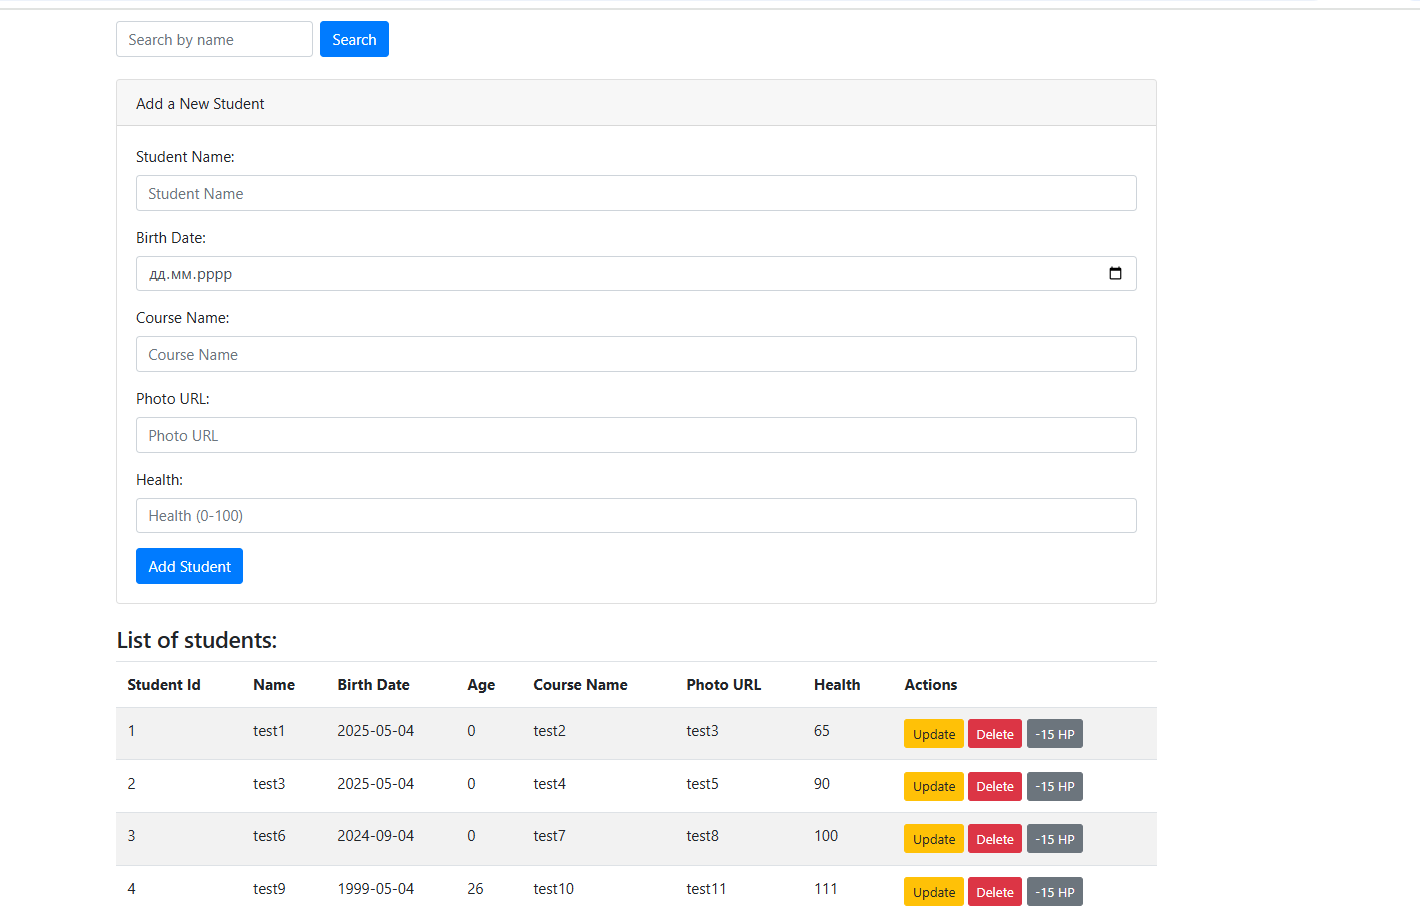 Search by name Search
Add a New Student
Student Name:
Student Name
Birth Date:
дд.мм.рррр
Course Name:
Course Name
Photo URL:
Photo URL
Health:
Health (0-100)
Add Student
List of students:
Student Id Name Birth Date Age Course Name Photo URL Health Actions
1 test1 2025-05-04 0 test2 test3 65 Update Delete -15 HP
2 test3 2025-05-04 0 test4 test5 90 Update Delete -15 HP
3 test6 2024-09-04 0 test7 test8 100 Update Delete -15 HP
4 test9 1999-05-04 26 test10 test11 111 Update Delete -15 HP